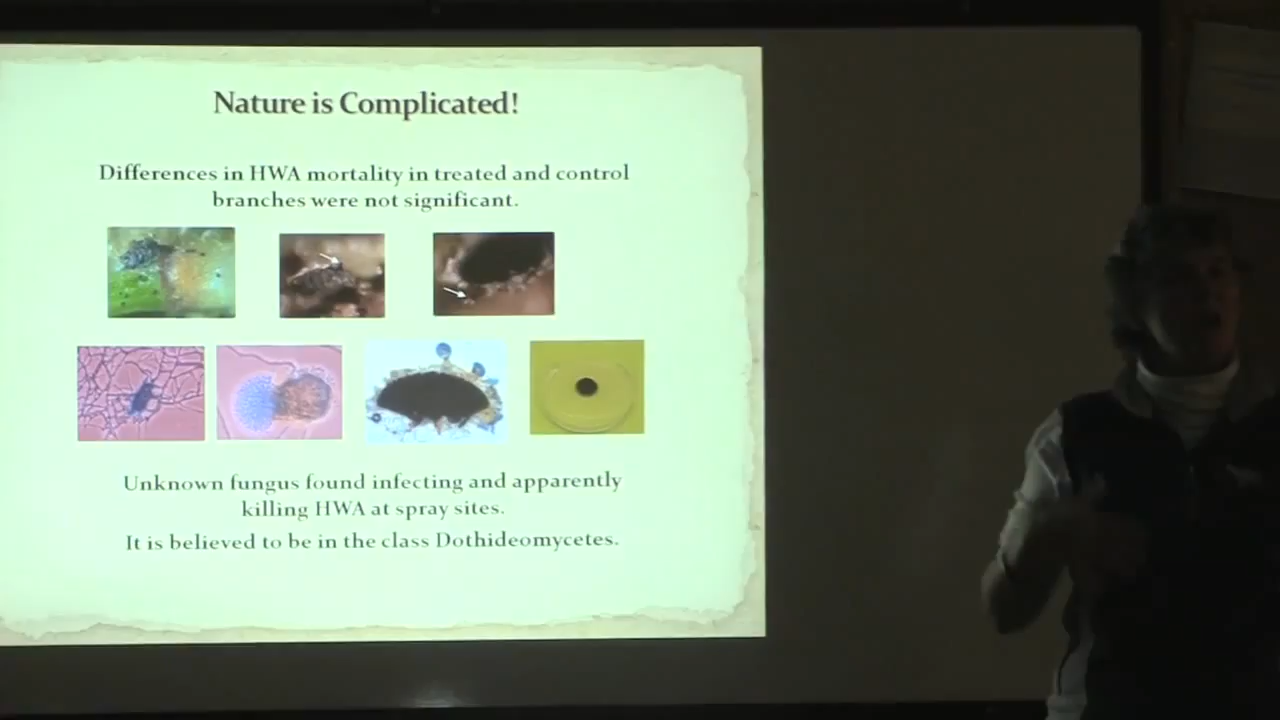 Nature is Complicated!
Differences in HWA mortality in treated and control
branches were not significant.
Unknown fungus found infecting and apparently
killing HWA at spray sites.
It is believed to be in the class Dothideomycetes.